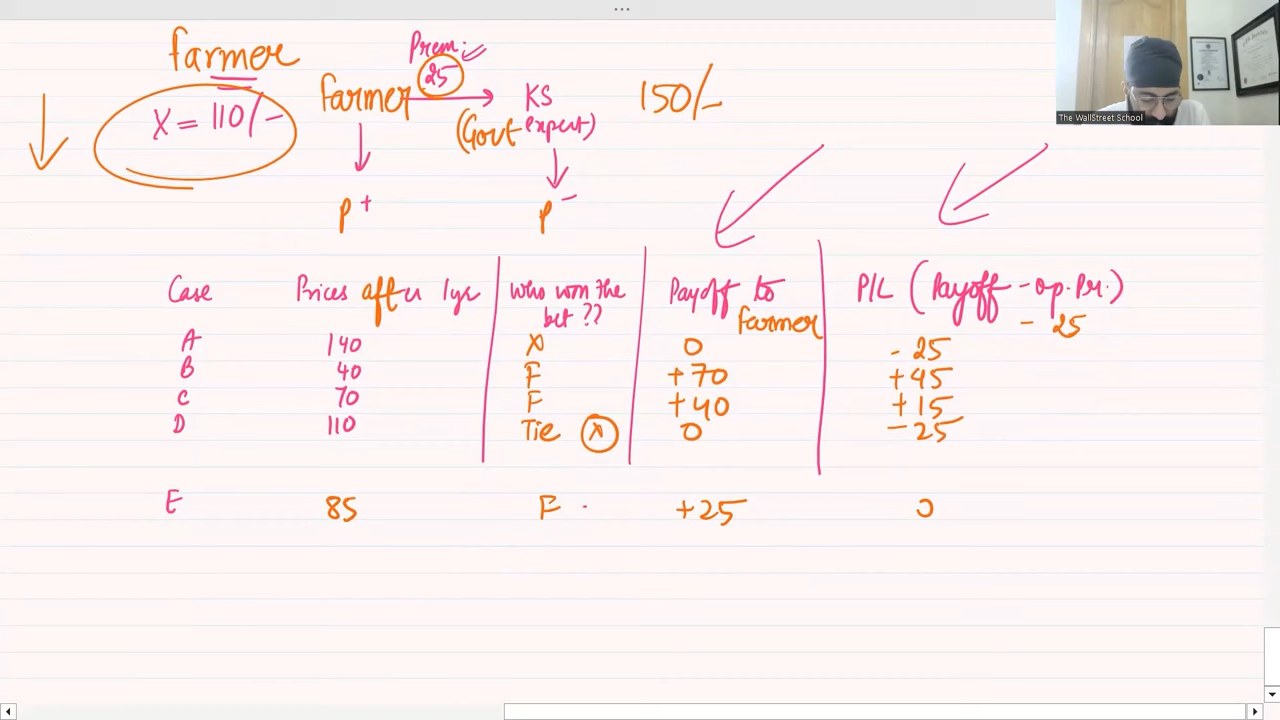 farmer
X = 110/-
Prem.
25
farmer
KS
(Govt expert)
150/-
P+
P-
Case
Prices after 1yr
Who won the bet ??
Payoff to farmer
P/L (Payoff - Op. Pr.)
- 25
A 140 X 0 - 25
B 40 F +70 +45
C 70 F +40 +15
D 110 Tie X 0 -25
E 85 F +25 0
The WallStreet School